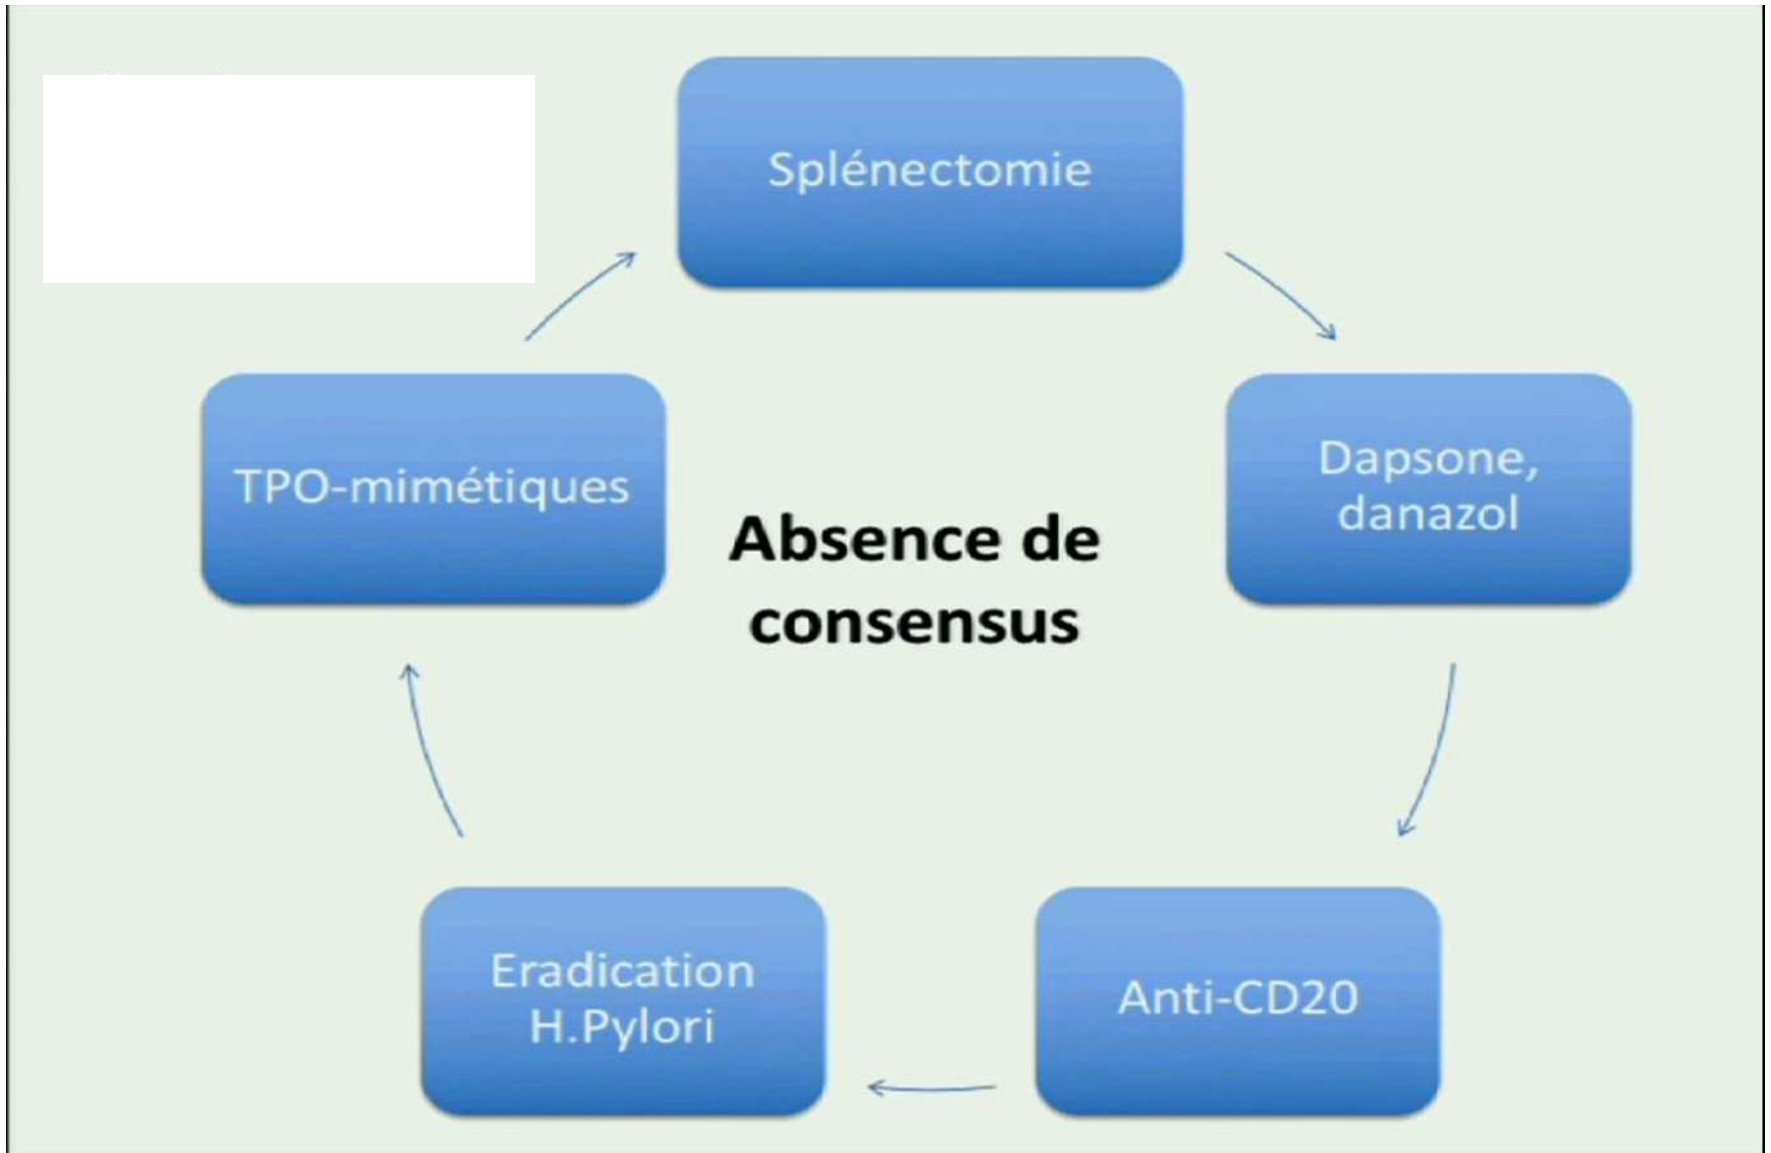 Splénectomie
TPO-mimétiques
Dapsone,
danazol
Absence de
consensus
Eradication
H.Pylori
Anti-CD20